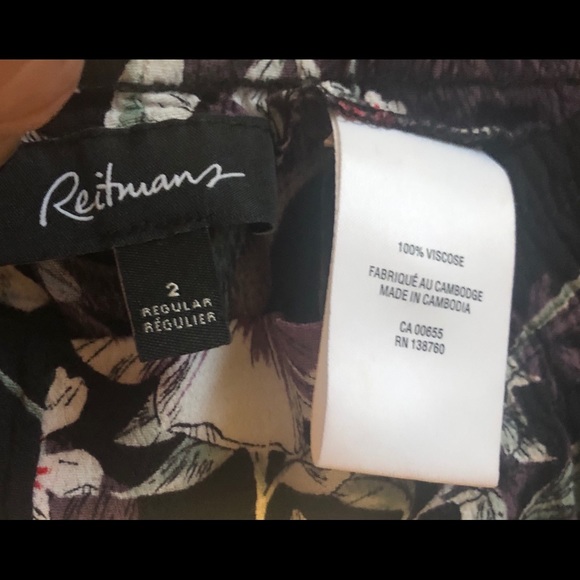 Reitmans
2
REGULAR
RÉGULIER
100% VISCOSE
FABRIQUÉ AU CAMBODGE
MADE IN CAMBODIA
CA 00655
RN 138760